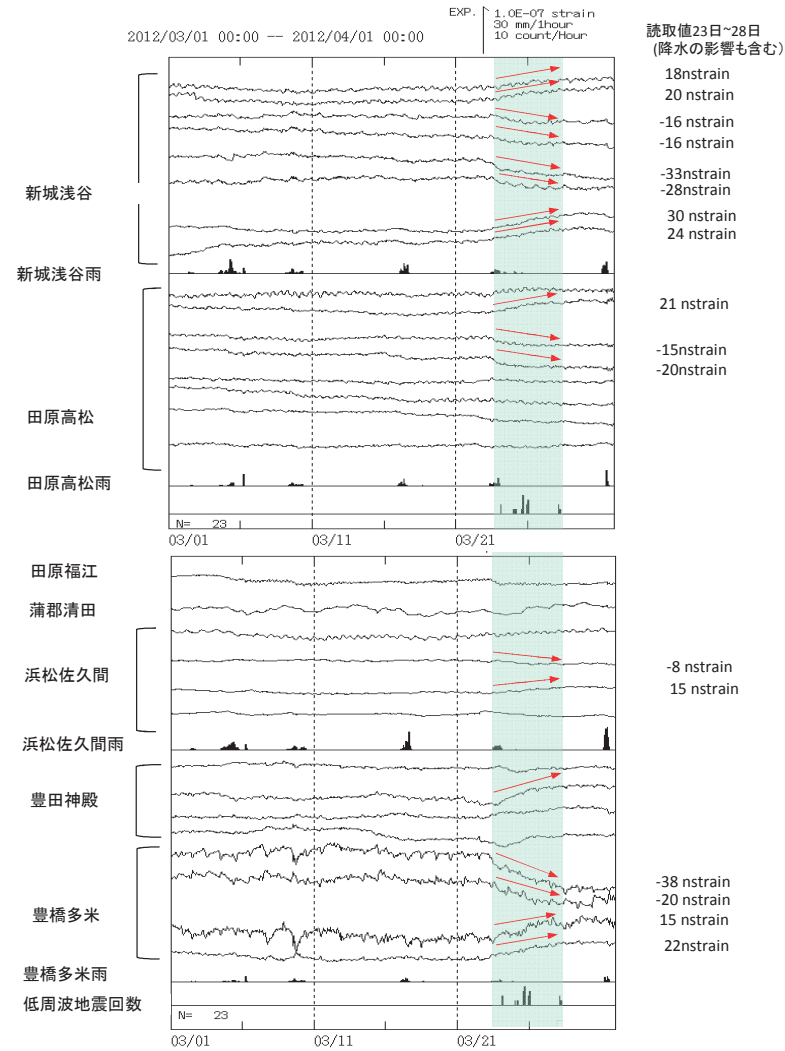 EXP.
1.0E-07 strain
30 mm/1hour
10 count/Hour
2012/03/01 00:00 -- 2012/04/01 00:00
読取値23日~28日
(降水の影響も含む)
18nstrain
20 nstrain
-16 nstrain
-16 nstrain
-33nstrain
-28nstrain
新城浅谷
30 nstrain
24 nstrain
新城浅谷雨
21 nstrain
-15nstrain
-20nstrain
田原高松
田原高松雨
N= 23
03/01 03/11 03/21
田原福江
蒲郡清田
浜松佐久間
-8 nstrain
15 nstrain
浜松佐久間雨
豊田神殿
-38 nstrain
-20 nstrain
豊橋多米
15 nstrain
22nstrain
豊橋多米雨
低周波地震回数
N= 23
03/01 03/11 03/21